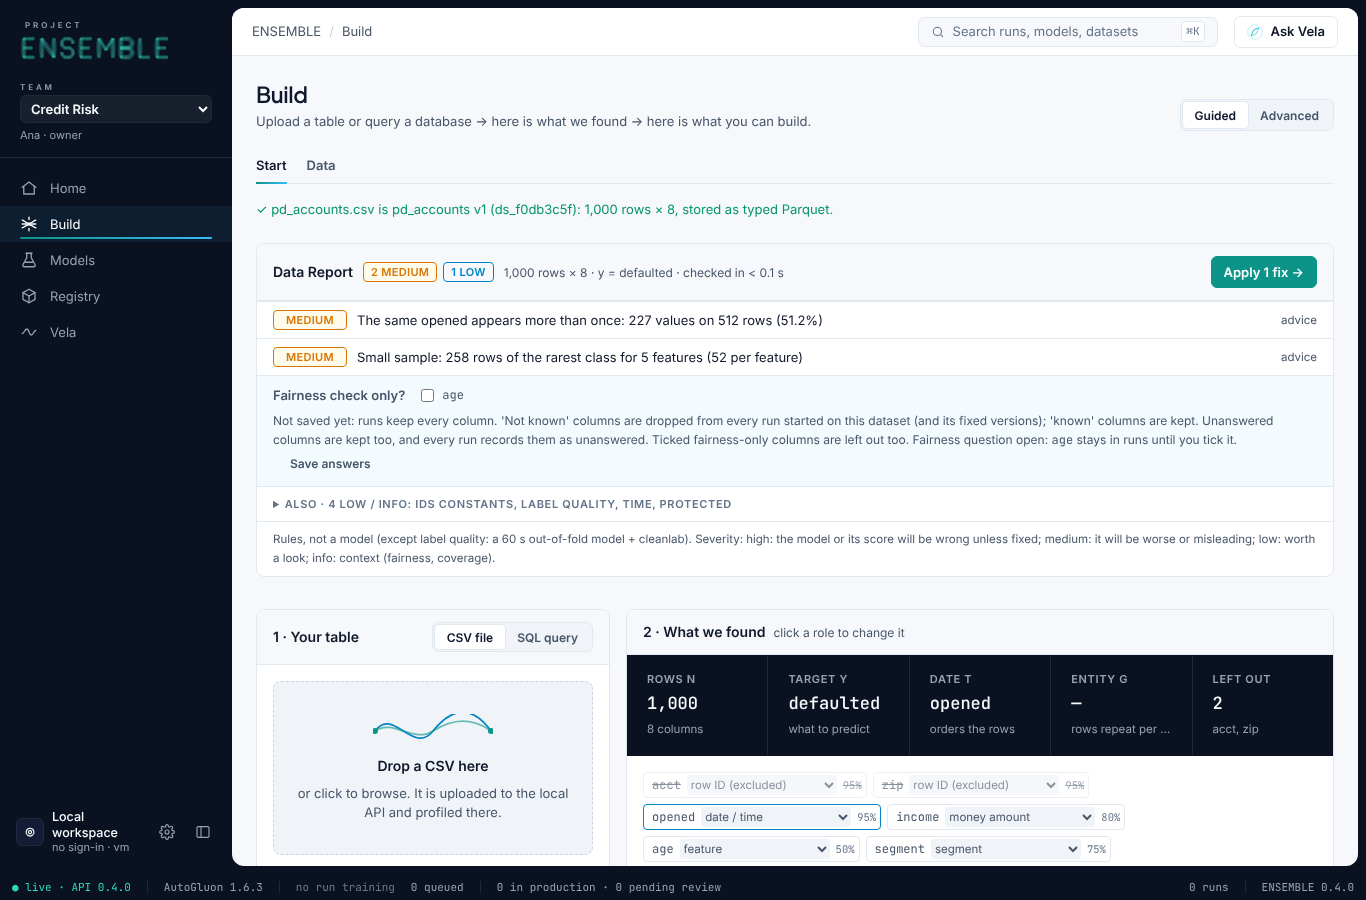 PROJECT
ENSEMBLE
TEAM
Credit Risk
Ana · owner
Home
Build
Models
Registry
Vela
Local workspace
no sign-in · vm
ENSEMBLE / Build
Search runs, models, datasets ⌘K
Ask Vela
Build
Upload a table or query a database → here is what we found → here is what you can build.
Guided Advanced
Start Data
✓ pd_accounts.csv is pd_accounts v1 (ds_f0db3c5f): 1,000 rows × 8, stored as typed Parquet.
Data Report 2 MEDIUM 1 LOW 1,000 rows × 8 · y = defaulted · checked in < 0.1 s Apply 1 fix →
MEDIUM The same opened appears more than once: 227 values on 512 rows (51.2%) advice
MEDIUM Small sample: 258 rows of the rarest class for 5 features (52 per feature) advice
Fairness check only? age
Not saved yet: runs keep every column. 'Not known' columns are dropped from every run started on this dataset (and its fixed versions); 'known' columns are kept. Unanswered
columns are kept too, and every run records them as unanswered. Ticked fairness-only columns are left out too. Fairness question open: age stays in runs until you tick it.
Save answers
▶ ALSO · 4 LOW / INFO: IDS CONSTANTS, LABEL QUALITY, TIME, PROTECTED
Rules, not a model (except label quality: a 60 s out-of-fold model + cleanlab). Severity: high: the model or its score will be wrong unless fixed; medium: it will be worse or misleading; low: worth
a look; info: context (fairness, coverage).
1 · Your table CSV file SQL query
Drop a CSV here
or click to browse. It is uploaded to the local
API and profiled there.
2 · What we found click a role to change it
ROWS N TARGET Y DATE T ENTITY G LEFT OUT
1,000 defaulted opened — 2
8 columns what to predict orders the rows rows repeat per ... acct, zip
acct row ID (excluded) 95% zip row ID (excluded) 95%
opened date / time 95% income money amount 80%
age feature 50% segment segment 75%
● live · API 0.4.0 AutoGluon 1.6.3 no run training 0 queued 0 in production · 0 pending review 0 runs ENSEMBLE 0.4.0